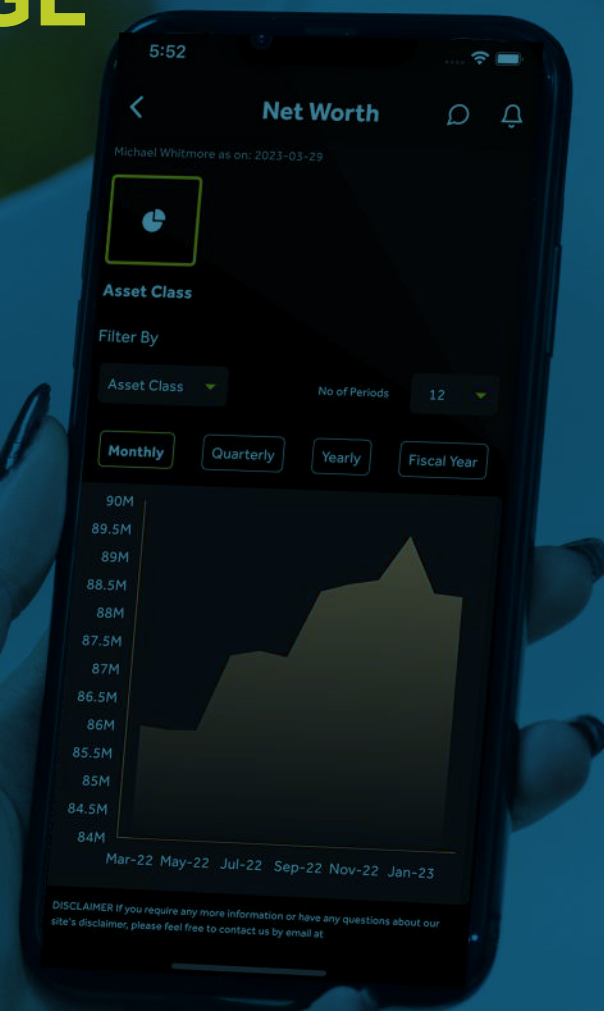 GE
5:52
Net Worth
Michael Whitmore as on: 2023-03-29
Asset Class
Filter By
Asset Class
No of Periods
12
Monthly Quarterly Yearly Fiscal Year
90M
89.5M
89M
88.5M
88M
87.5M
87M
86.5M
86M
85.5M
85M
84.5M
84M
Mar-22 May-22 Jul-22 Sep-22 Nov-22 Jan-23
DISCLAIMER If you require any more information or have any questions about our
site's disclaimer, please feel free to contact us by email at